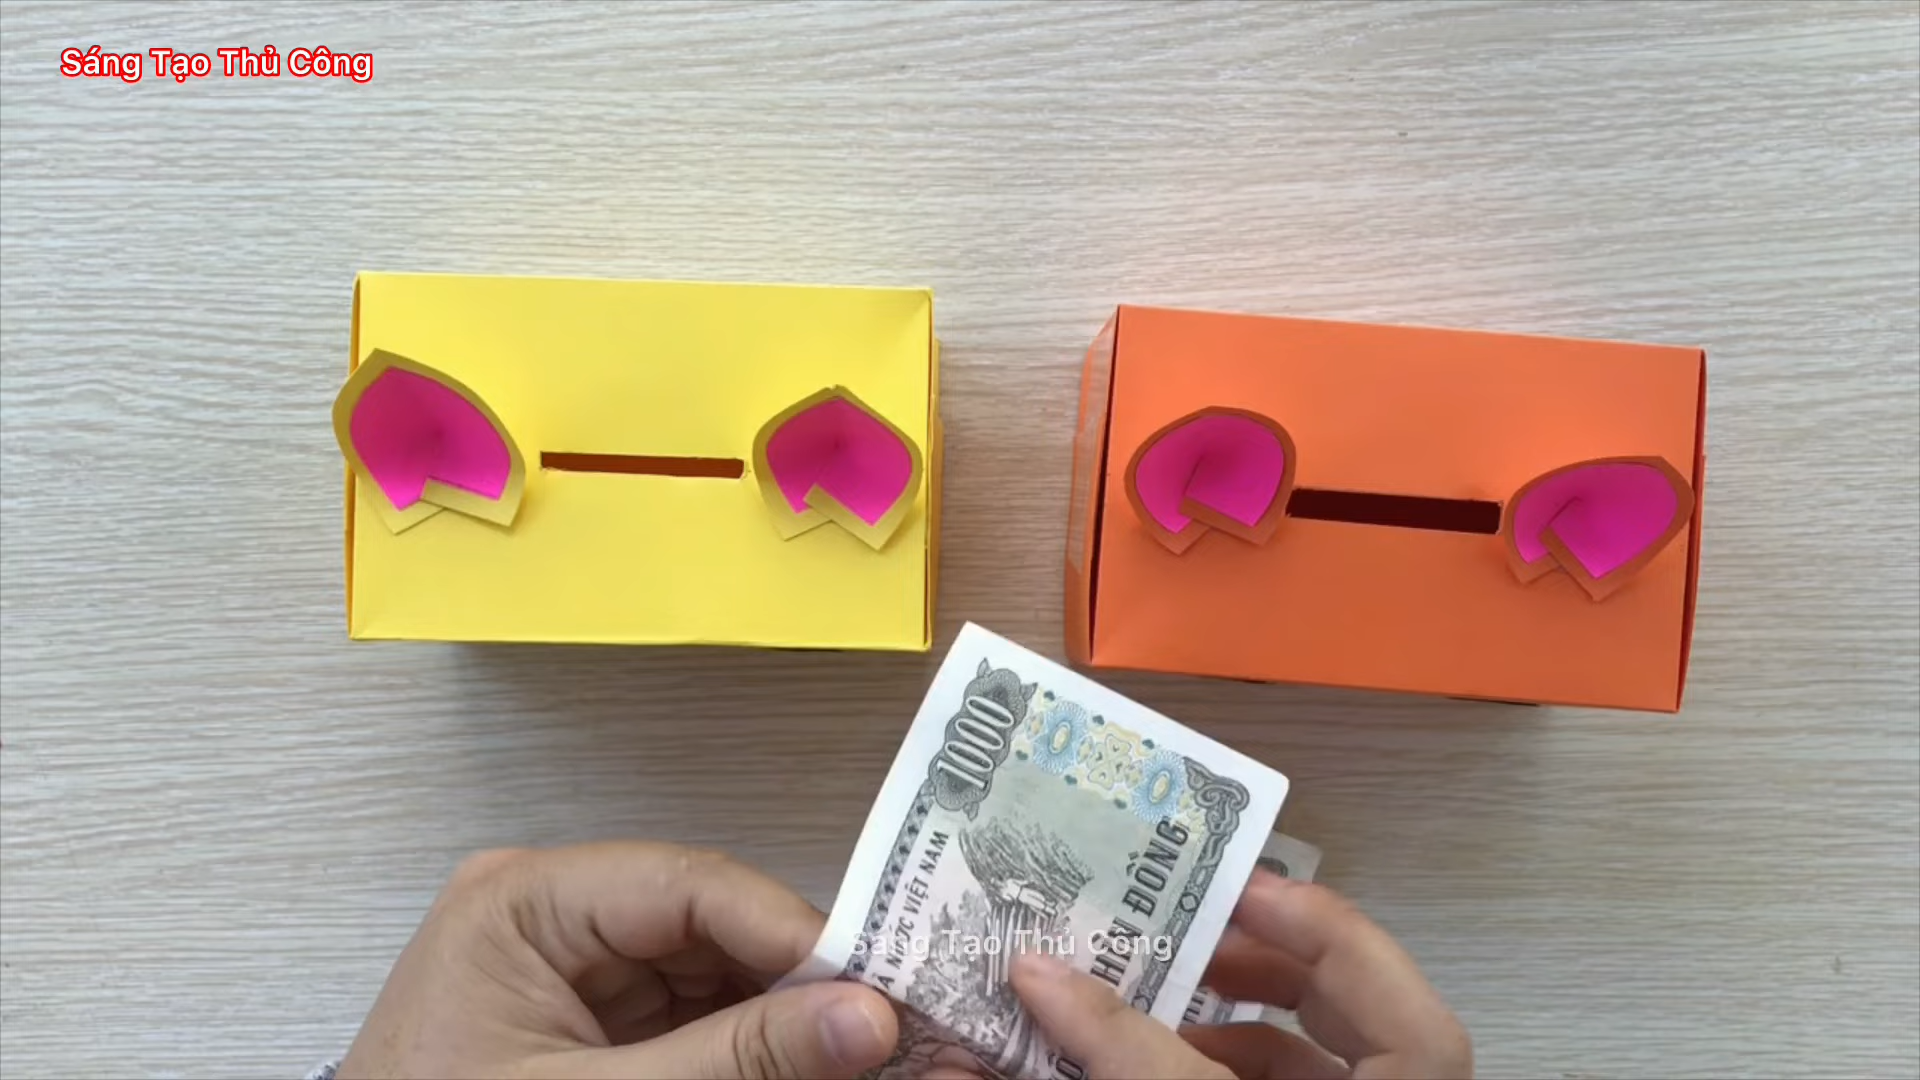 Sáng Tạo Thủ Công
1000
NƯỚC VIỆT NAM
ĐỒNG
Sáng Tạo Thủ Công